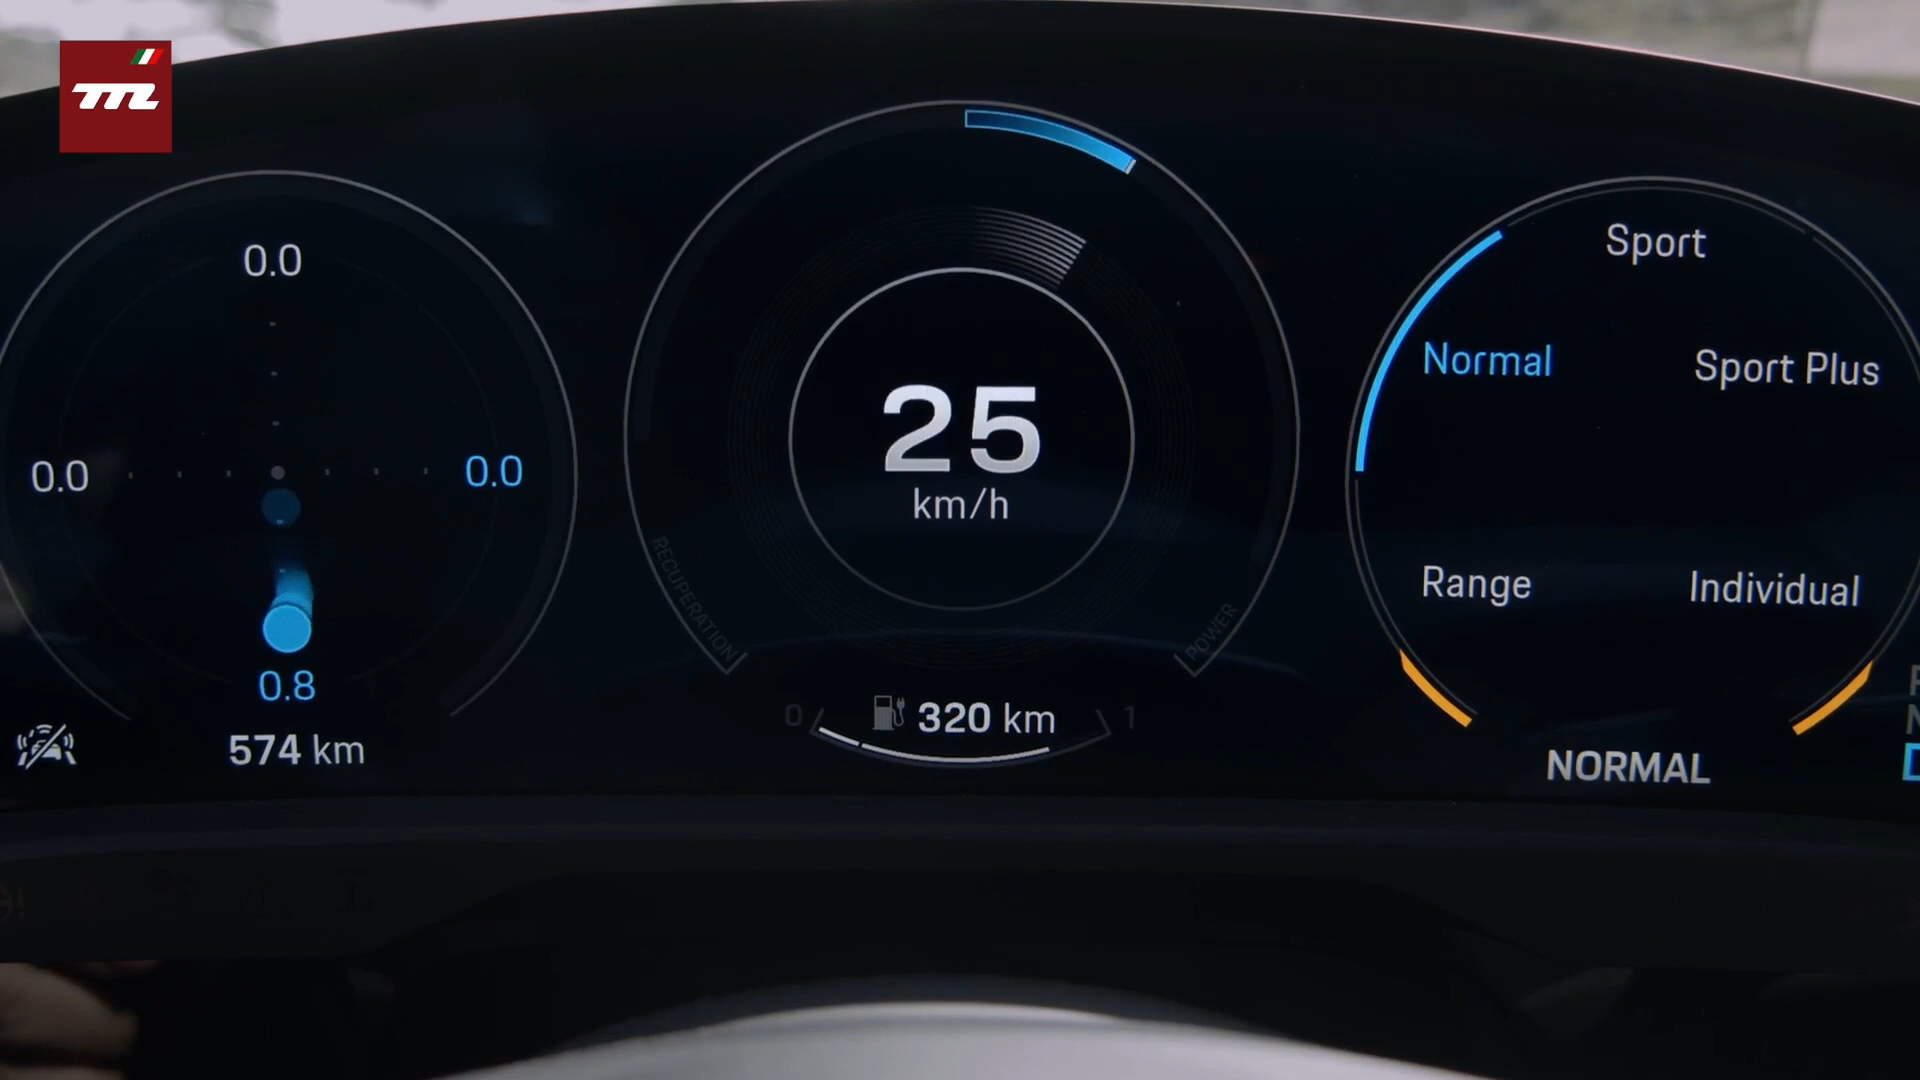 0.0
0.0
0.0
0.8
574 km
25
km/h
RECUPERATION
POWER
0
320 km
1
Sport
Normal
Sport Plus
Range
Individual
NORMAL